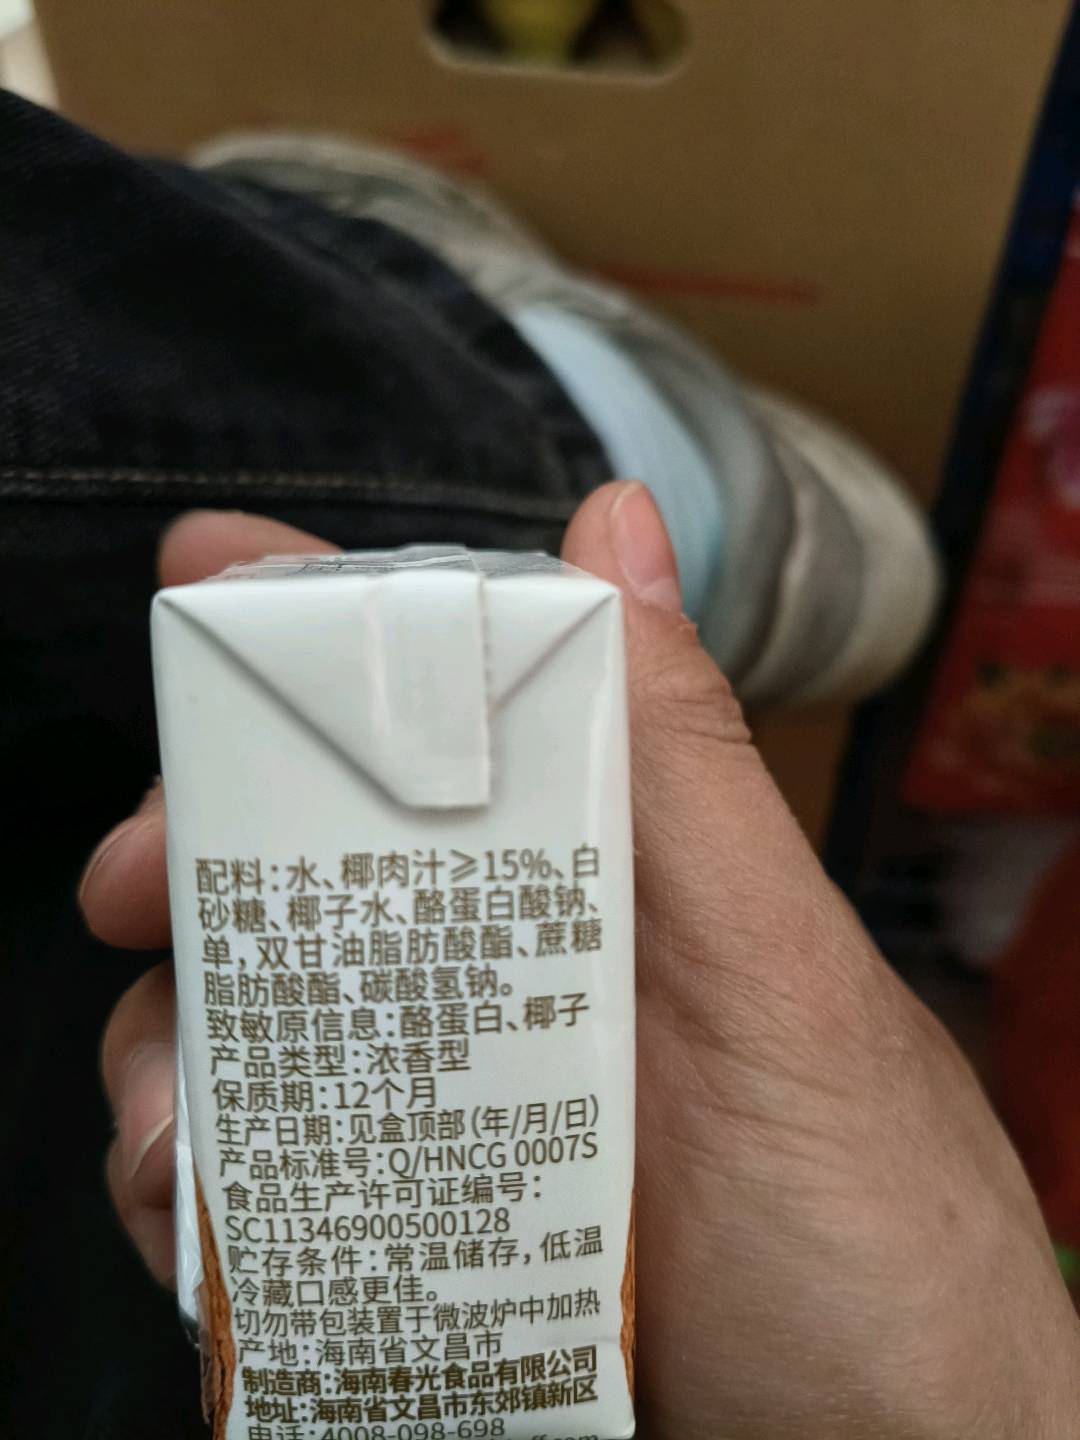 配料：水、椰肉汁≥15%、白
砂糖、椰子水、酪蛋白酸钠、
单，双甘油脂肪酸酯、蔗糖
脂肪酸酯、碳酸氢钠。
致敏原信息：酪蛋白、椰子
产品类型：浓香型
保质期：12个月
生产日期：见盒顶部（年/月/日）
产品标准号：Q/HNCG 0007S
食品生产许可证编号：
SC11346900500128
贮存条件：常温储存，低温
冷藏口感更佳。
切勿带包装置于微波炉中加热
产地：海南省文昌市
制造商：海南春光食品有限公司
地址：海南省文昌市东郊镇新区
电话：4008-098-698